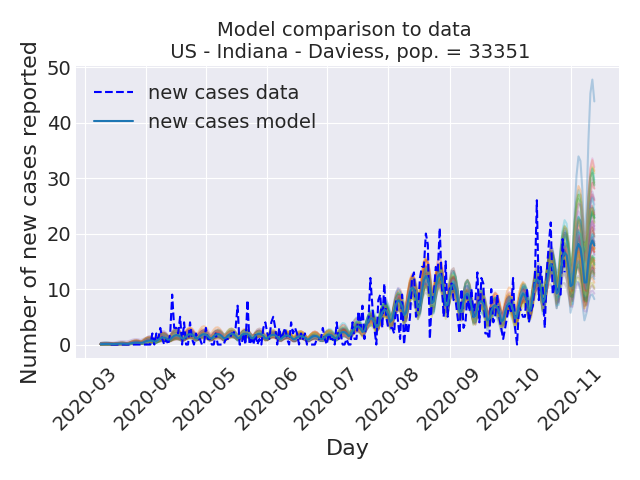 Model comparison to data
US - Indiana - Daviess, pop. = 33351
Number of new cases reported
50
40
30
20
10
0
new cases data
new cases model
2020-03
2020-04
2020-05
2020-06
2020-07
2020-08
2020-09
2020-10
2020-11
Day